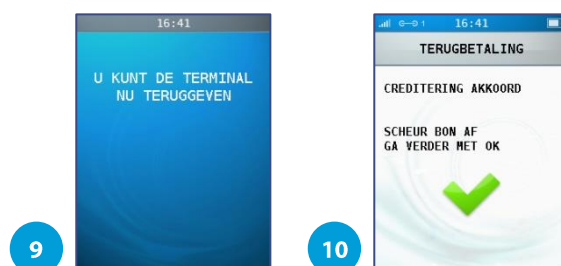 16:41
U KUNT DE TERMINAL
NU TERUGGEVEN
9
1 16:41
TERUGBETALING
CREDITERING AKKOORD
SCHEUR BON AF
GA VERDER MET OK
10